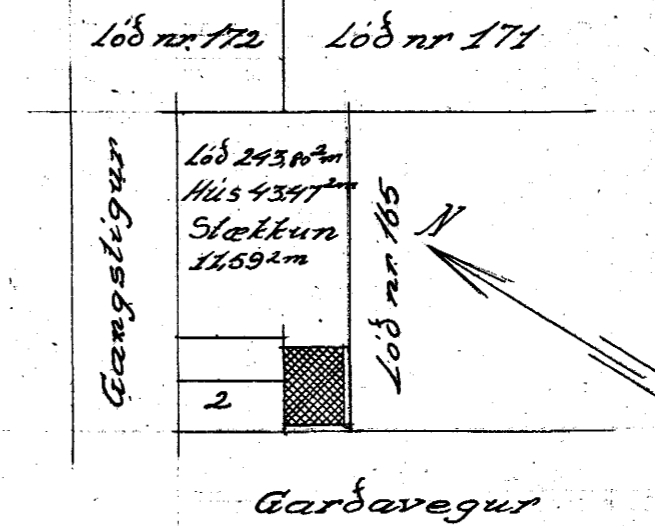 Lóð nr. 172
Lóð nr 171
Lóð 243,80²m
Hús 43.47²m
Stækkun
11,59²m
Gangstígur
Lóð nr 165
N
2
Garðavegur